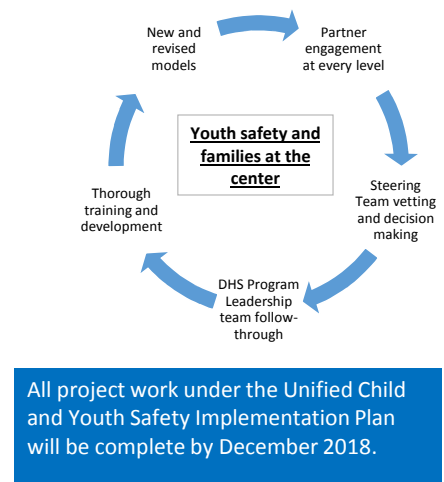 New and
revised
models
Partner
engagement
at every level
Youth safety and
families at the
center
Steering
Team vetting
and decision
making
Thorough
training and
development
DHS Program
Leadership
team follow-
through
All project work under the Unified Child
and Youth Safety Implementation Plan
will be complete by December 2018.